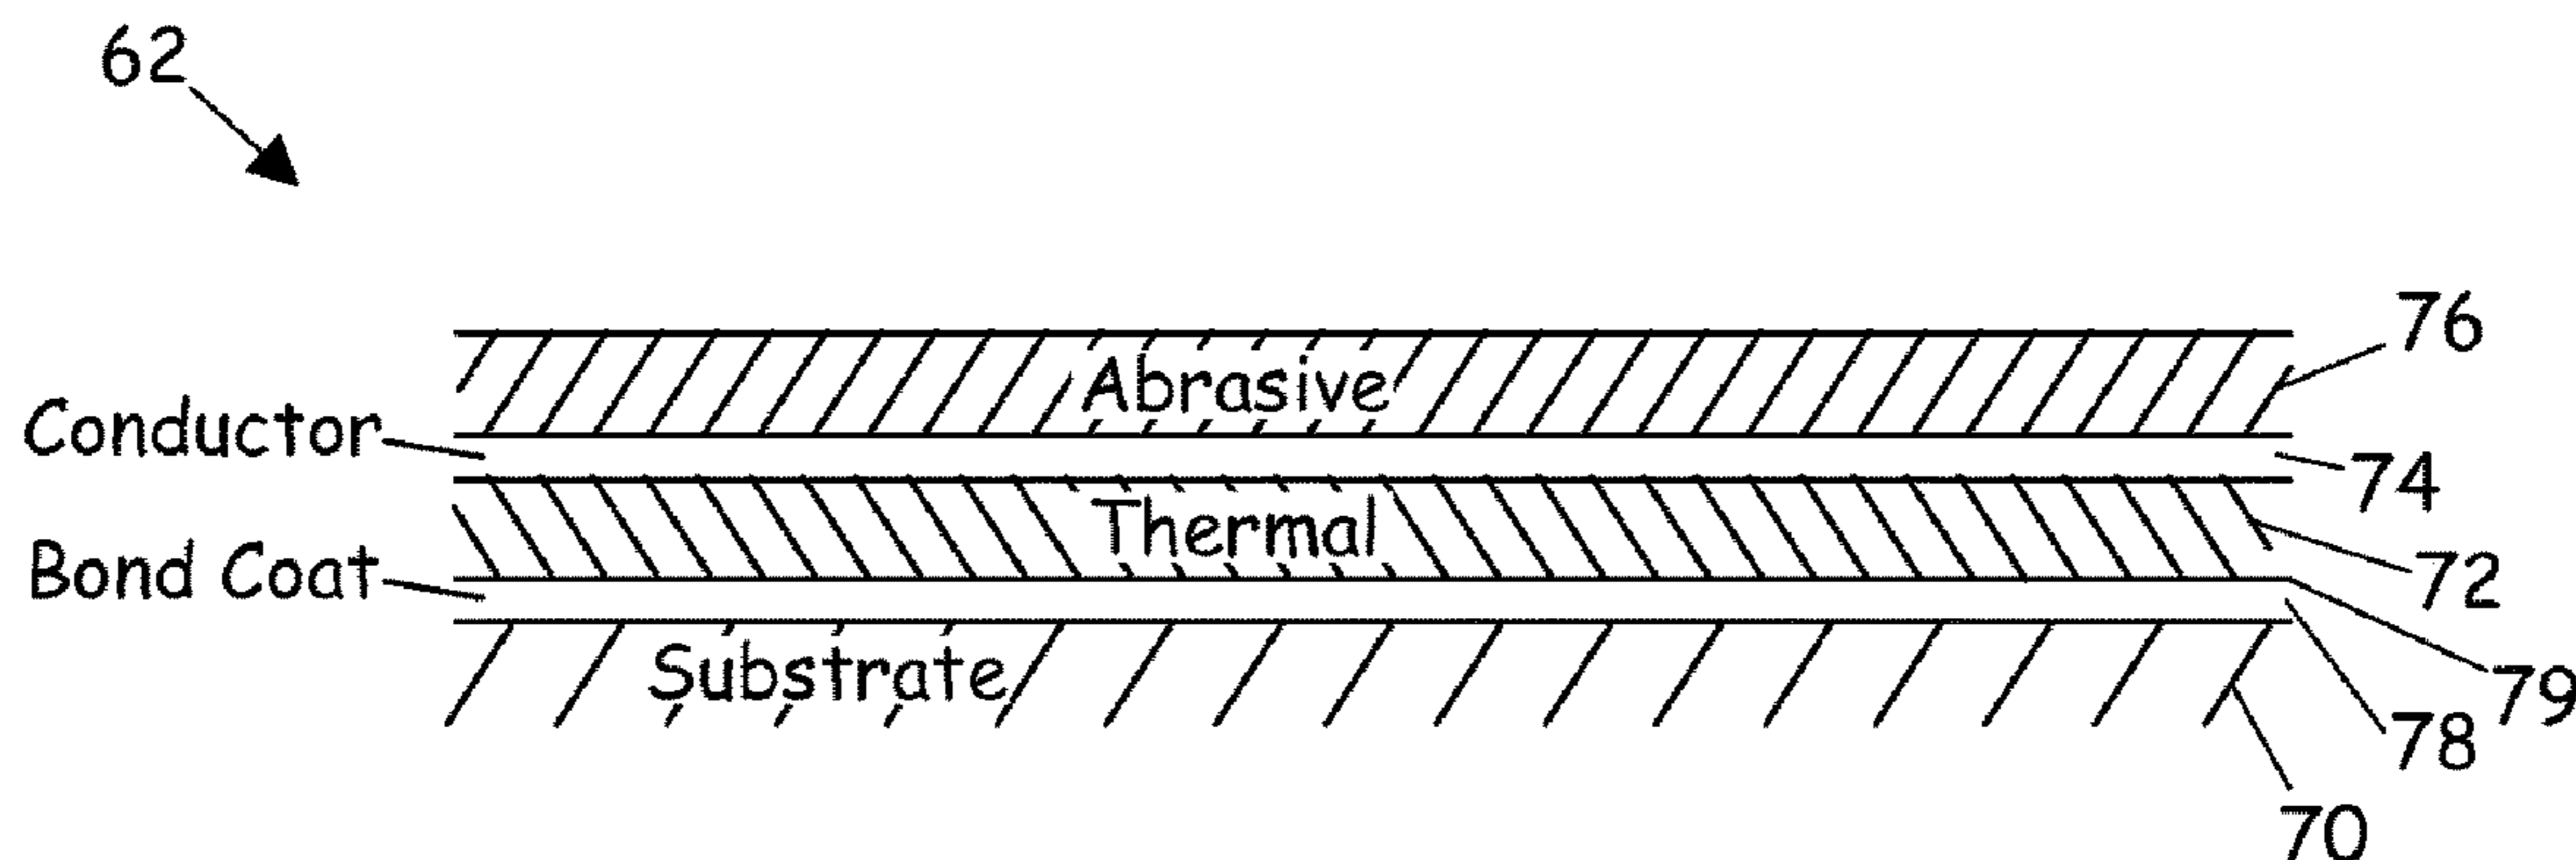 62
76
Abrasive
Conductor
74
Thermal
72
Bond Coat
79
Substrate
78
70